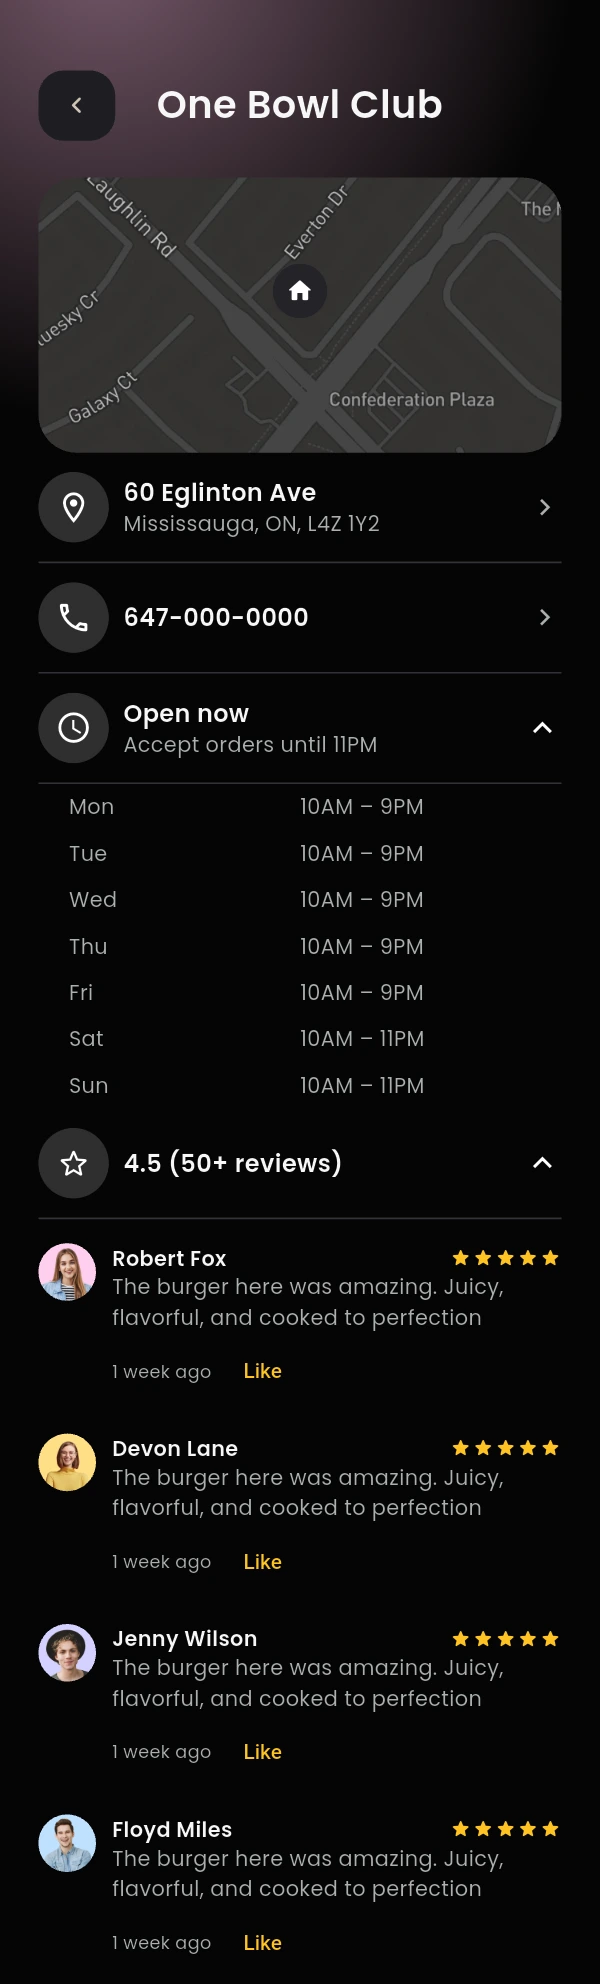 One Bowl Club
Laughlin Rd
Everton Dr
The
luesky Cr
Galaxy Ct
Confederation Plaza
60 Eglinton Ave
Mississauga, ON, L4Z 1Y2
647-000-0000
Open now
Accept orders until 11PM
Mon 10AM – 9PM
Tue 10AM – 9PM
Wed 10AM – 9PM
Thu 10AM – 9PM
Fri 10AM – 9PM
Sat 10AM – 11PM
Sun 10AM – 11PM
4.5 (50+ reviews)
Robert Fox
The burger here was amazing. Juicy,
flavorful, and cooked to perfection
1 week ago Like
Devon Lane
The burger here was amazing. Juicy,
flavorful, and cooked to perfection
1 week ago Like
Jenny Wilson
The burger here was amazing. Juicy,
flavorful, and cooked to perfection
1 week ago Like
Floyd Miles
The burger here was amazing. Juicy,
flavorful, and cooked to perfection
1 week ago Like